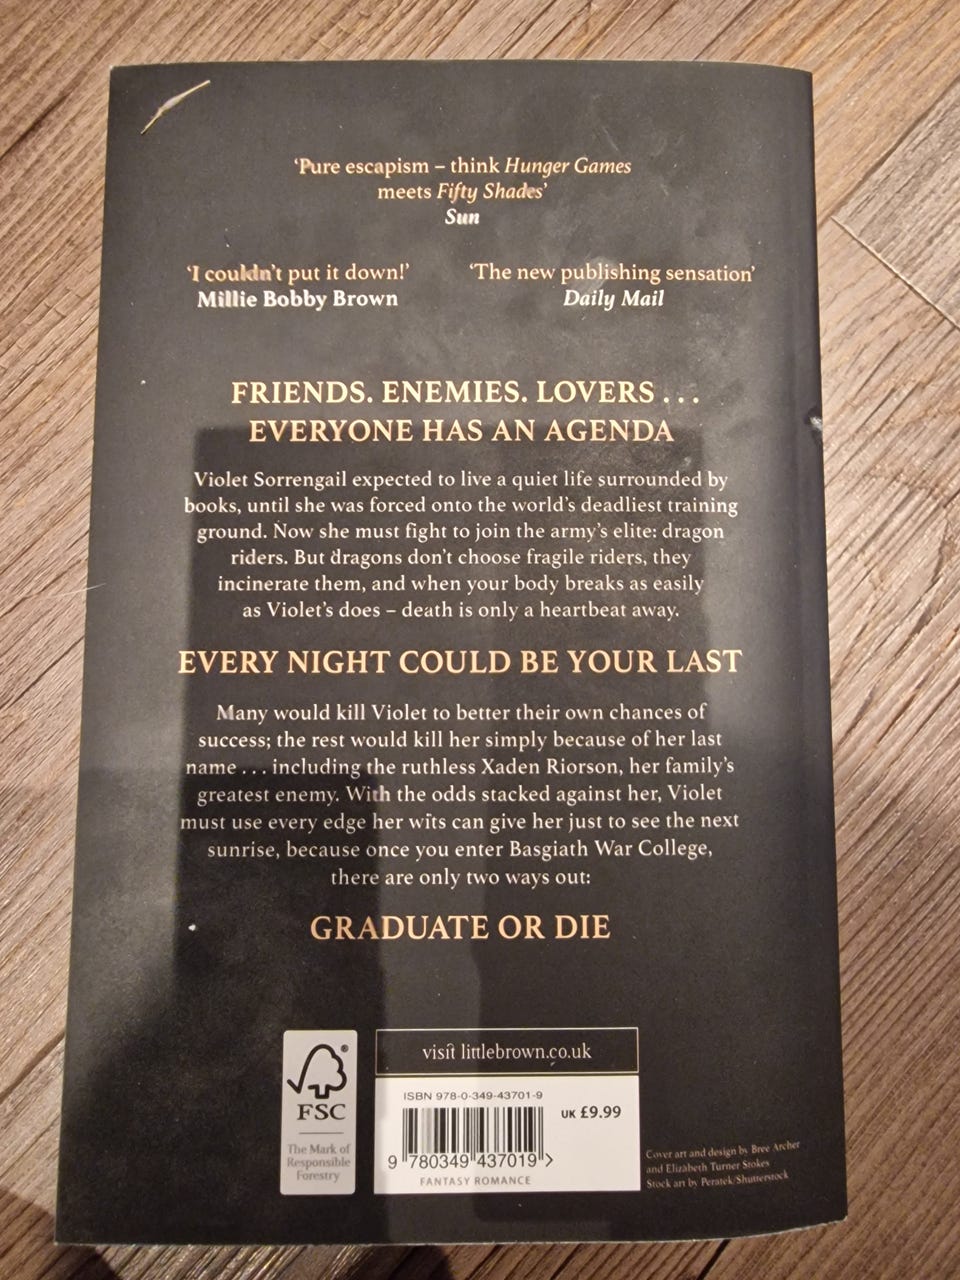 ‘Pure escapism – think Hunger Games
meets Fifty Shades’
Sun
‘I couldn’t put it down!’
Millie Bobby Brown
‘The new publishing sensation’
Daily Mail
FRIENDS. ENEMIES. LOVERS . . .
EVERYONE HAS AN AGENDA
Violet Sorrengail expected to live a quiet life surrounded by
books, until she was forced onto the world’s deadliest training
ground. Now she must fight to join the army’s elite: dragon
riders. But dragons don’t choose fragile riders, they
incinerate them, and when your body breaks as easily
as Violet’s does – death is only a heartbeat away.
EVERY NIGHT COULD BE YOUR LAST
Many would kill Violet to better their own chances of
success; the rest would kill her simply because of her last
name . . . including the ruthless Xaden Riorson, her family’s
greatest enemy. With the odds stacked against her, Violet
must use every edge her wits can give her just to see the next
sunrise, because once you enter Basgiath War College,
there are only two ways out:
GRADUATE OR DIE
®
FSC
The Mark of
Responsible
Forestry
visit littlebrown.co.uk
ISBN 978-0-349-43701-9
UK £9.99
9 780349 437019 >
FANTASY ROMANCE
Cover art and design by Bree Archer
and Elizabeth Turner Stokes
Stock art by Peratek/Shutterstock